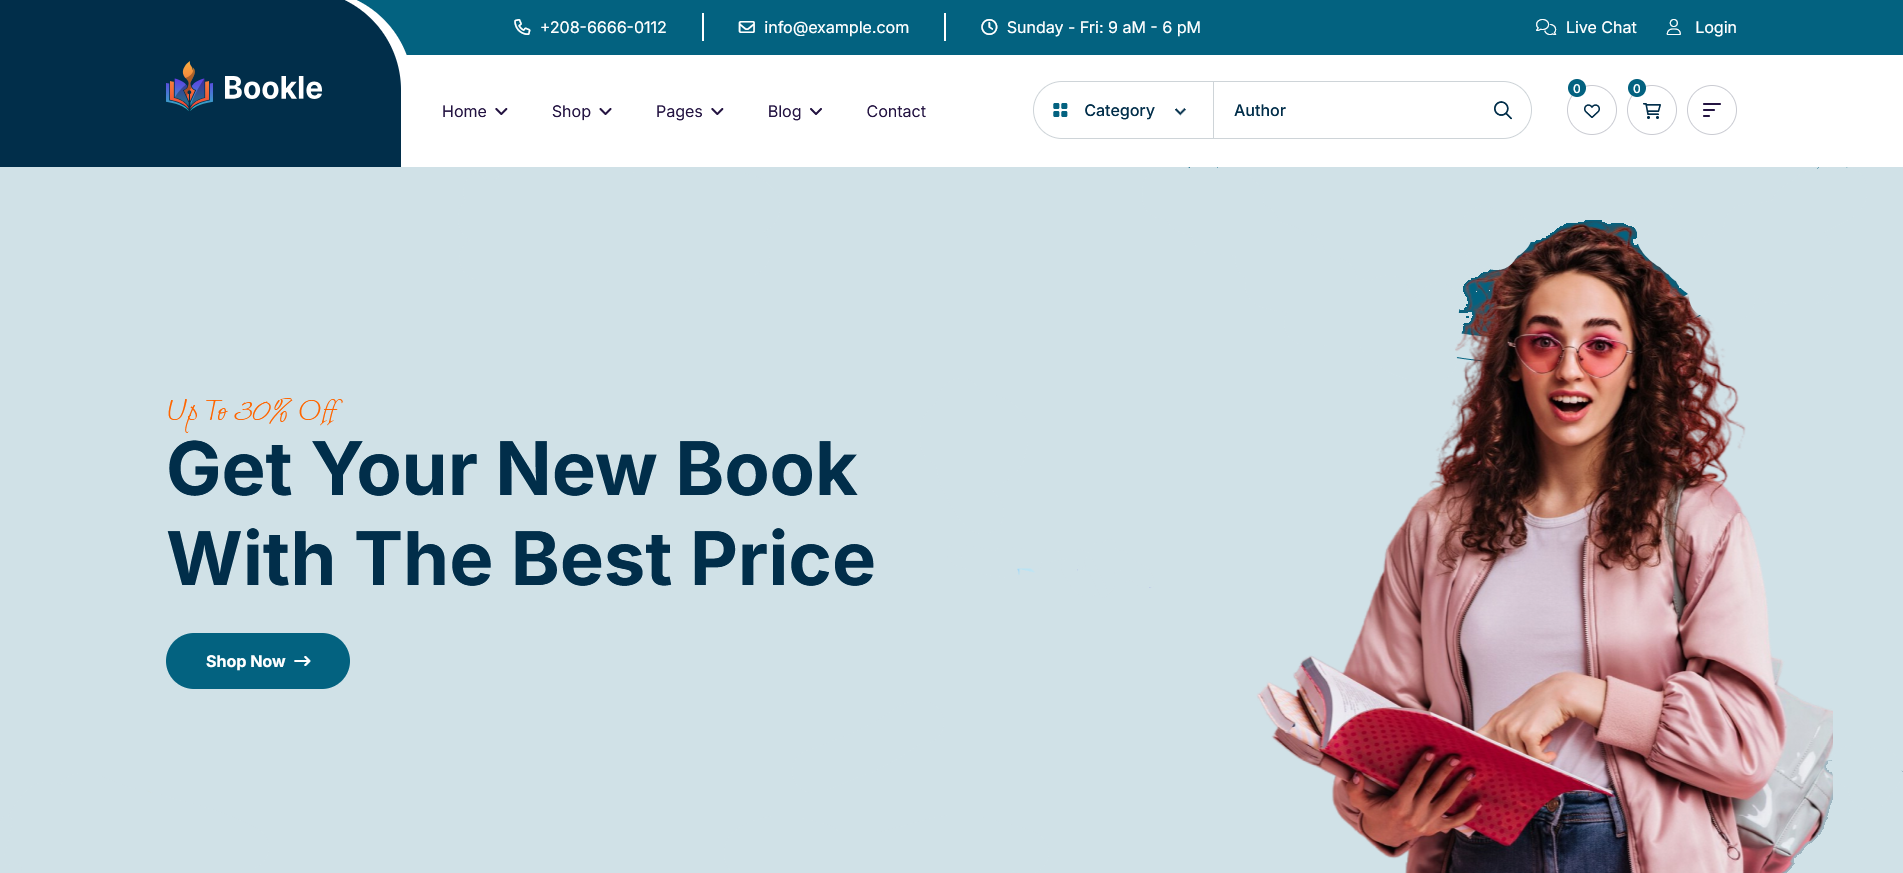 +208-6666-0112
info@example.com
Sunday - Fri: 9 aM - 6 pM
Live Chat
Login
Bookle
Home
Shop
Pages
Blog
Contact
Category
Author
0
0
Up To 30% Off
Get Your New Book
With The Best Price
Shop Now